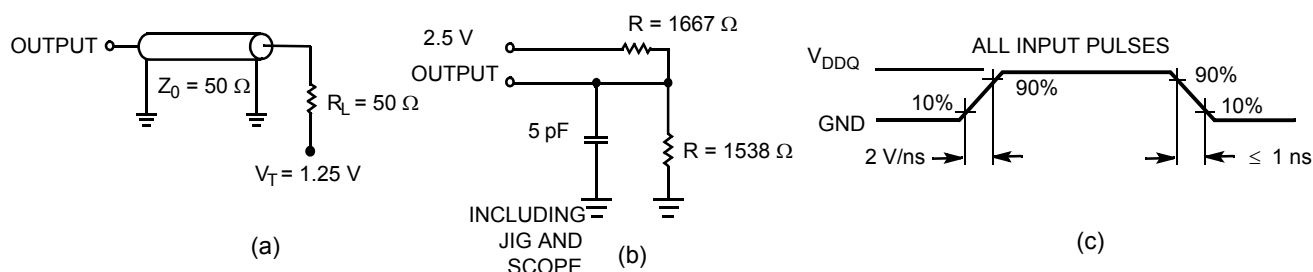 OUTPUT
Z0 = 50 Ω
RL = 50 Ω
VT = 1.25 V
(a)
R = 1667 Ω
2.5 V
OUTPUT
5 pF
R = 1538 Ω
INCLUDING
JIG AND
SCOPE
(b)
ALL INPUT PULSES
VDDQ
GND
10%
90%
90%
10%
2 V/ns
≤ 1 ns
(c)